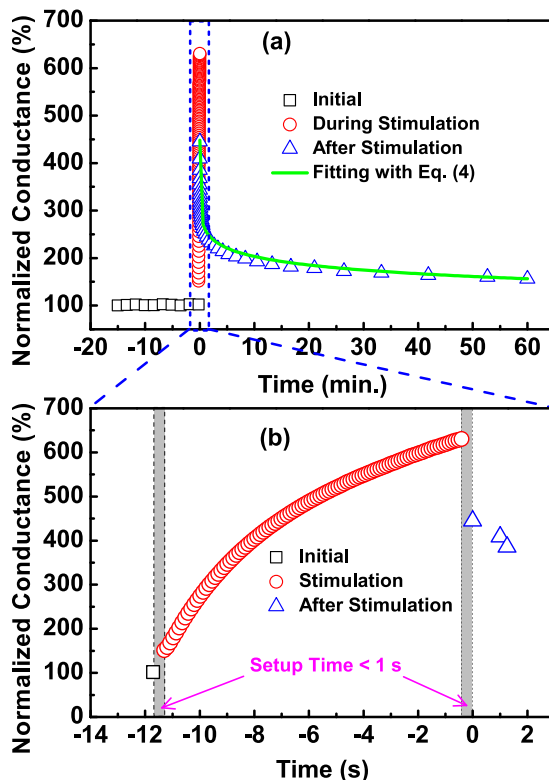 (a)
Normalized Conductance (%)
700
600
500
400
300
200
100
Initial
During Stimulation
After Stimulation
Fitting with Eq. (4)
-20 -10 0 10 20 30 40 50 60
Time (min.)
(b)
Normalized Conductance (%)
700
600
500
400
300
200
100
0
Initial
Stimulation
After Stimulation
Setup Time < 1 s
-14 -12 -10 -8 -6 -4 -2 0 2
Time (s)